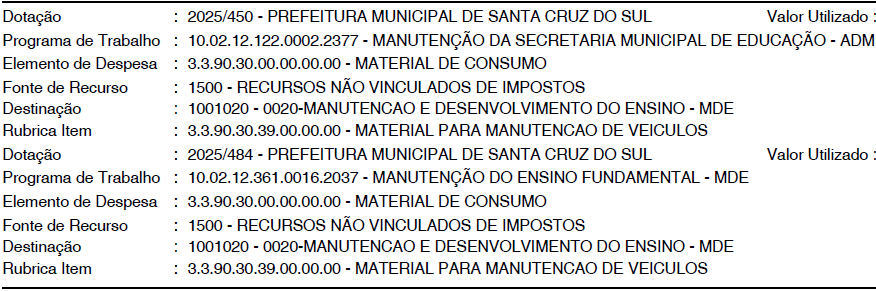 Dotação : 2025/450 - PREFEITURA MUNICIPAL DE SANTA CRUZ DO SUL Valor Utilizado :
Programa de Trabalho : 10.02.12.122.0002.2377 - MANUTENÇÃO DA SECRETARIA MUNICIPAL DE EDUCAÇÃO - ADM
Elemento de Despesa : 3.3.90.30.00.00.00.00 - MATERIAL DE CONSUMO
Fonte de Recurso : 1500 - RECURSOS NÃO VINCULADOS DE IMPOSTOS
Destinação : 1001020 - 0020-MANUTENCAO E DESENVOLVIMENTO DO ENSINO - MDE
Rubrica Item : 3.3.90.30.39.00.00.00 - MATERIAL PARA MANUTENCAO DE VEICULOS
Dotação : 2025/484 - PREFEITURA MUNICIPAL DE SANTA CRUZ DO SUL Valor Utilizado :
Programa de Trabalho : 10.02.12.361.0016.2037 - MANUTENÇÃO DO ENSINO FUNDAMENTAL - MDE
Elemento de Despesa : 3.3.90.30.00.00.00.00 - MATERIAL DE CONSUMO
Fonte de Recurso : 1500 - RECURSOS NÃO VINCULADOS DE IMPOSTOS
Destinação : 1001020 - 0020-MANUTENCAO E DESENVOLVIMENTO DO ENSINO - MDE
Rubrica Item : 3.3.90.30.39.00.00.00 - MATERIAL PARA MANUTENCAO DE VEICULOS